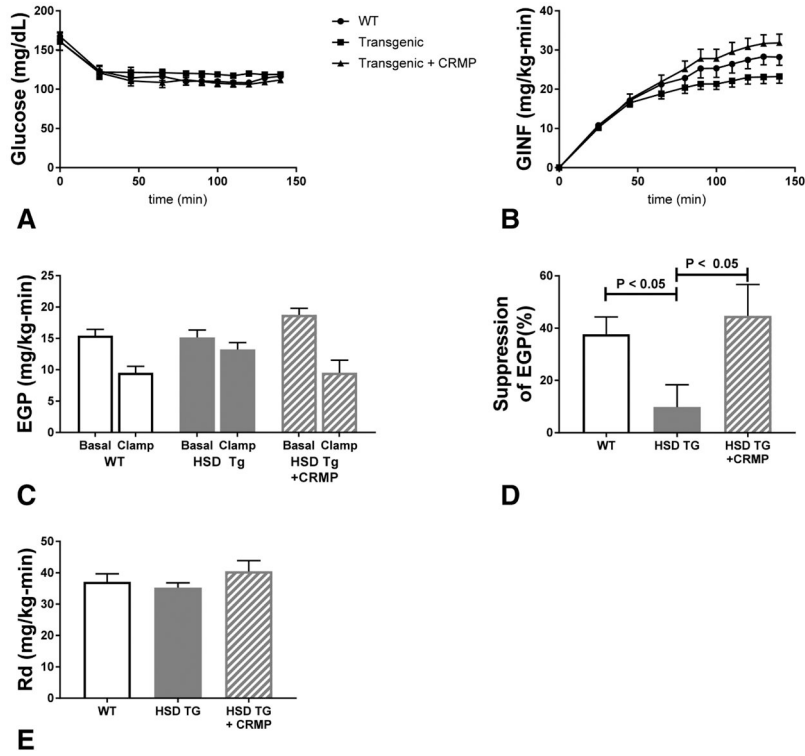 Glucose (mg/dL)
200
150
100
50
0
0
50
100
150
time (min)
A
WT
Transgenic
Transgenic + CRMP
GINF (mg/kg-min)
40
30
20
10
0
0
50
100
150
time (min)
B
EGP (mg/kg-min)
25
20
15
10
5
0
Basal Clamp
WT
Basal Clamp
HSD Tg
Basal Clamp
HSD Tg
+CRMP
C
Suppression
of EGP(%)
60
40
20
0
P < 0.05
P < 0.05
WT
HSD TG
HSD TG
+CRMP
D
Rd (mg/kg-min)
50
40
30
20
10
0
WT
HSD TG
HSD TG
+ CRMP
E